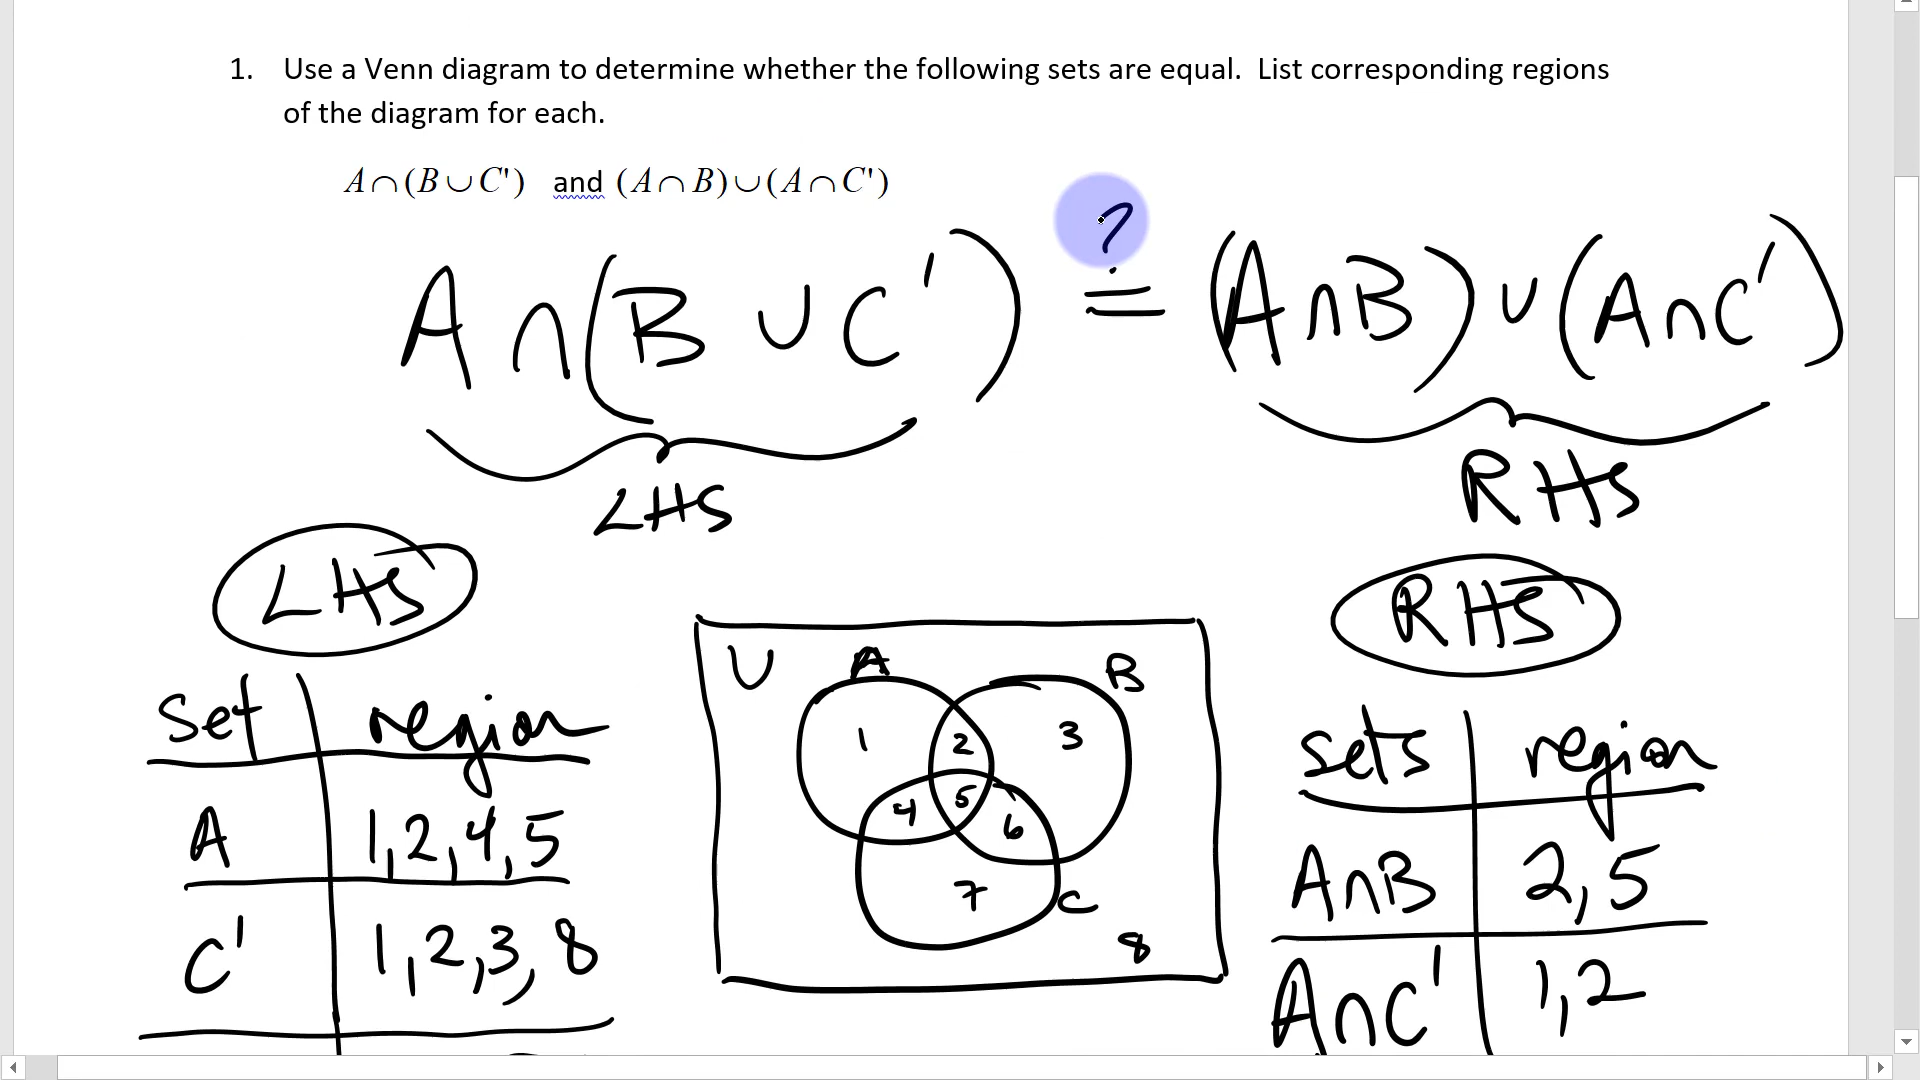 1. Use a Venn diagram to determine whether the following sets are equal. List corresponding regions
of the diagram for each.
A∩(B∪C') and (A∩B)∪(A∩C')
?
A∩(B∪C') = (A∩B)∪(A∩C')
LHS
RHS
LHS
Set region
A 1,2,4,5
C' 1,2,3,8
U A B
1 2 3
4 5 6
7 C
8
RHS
sets region
A∩B 2,5
A∩C' 1,2